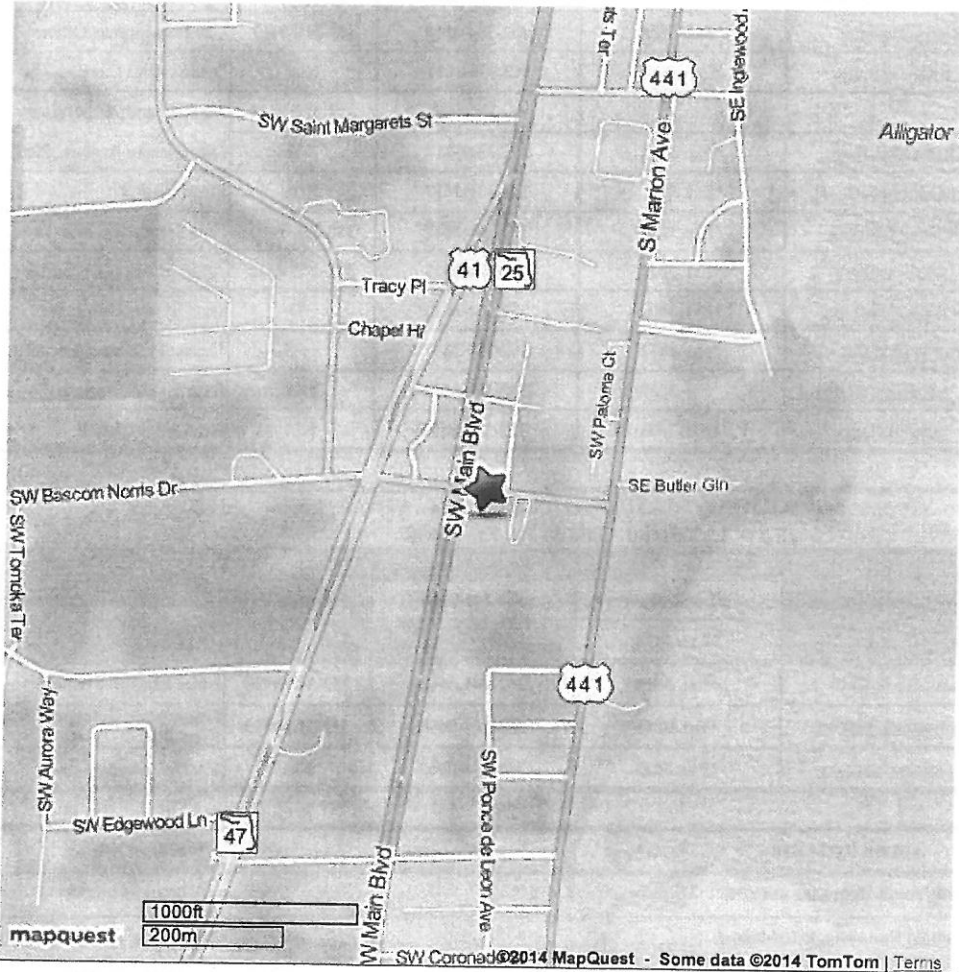 ts Ter
441
SE Inglewood
SW Saint Margarets St
Alligator
S Marion Ave
41
25
Tracy Pl
Chapel Hl
SW Paloma Ct
SW Main Blvd
SW Bascom Norris Dr
SE Butler Gln
SW Tomoka Ter
441
SW Aurora Way
SW Ponce de Leon Ave
SW Edgewood Ln
47
W Main Blvd
1000ft
200m
mapquest
SW Coronad
©2014 MapQuest - Some data ©2014 TomTom | Terms